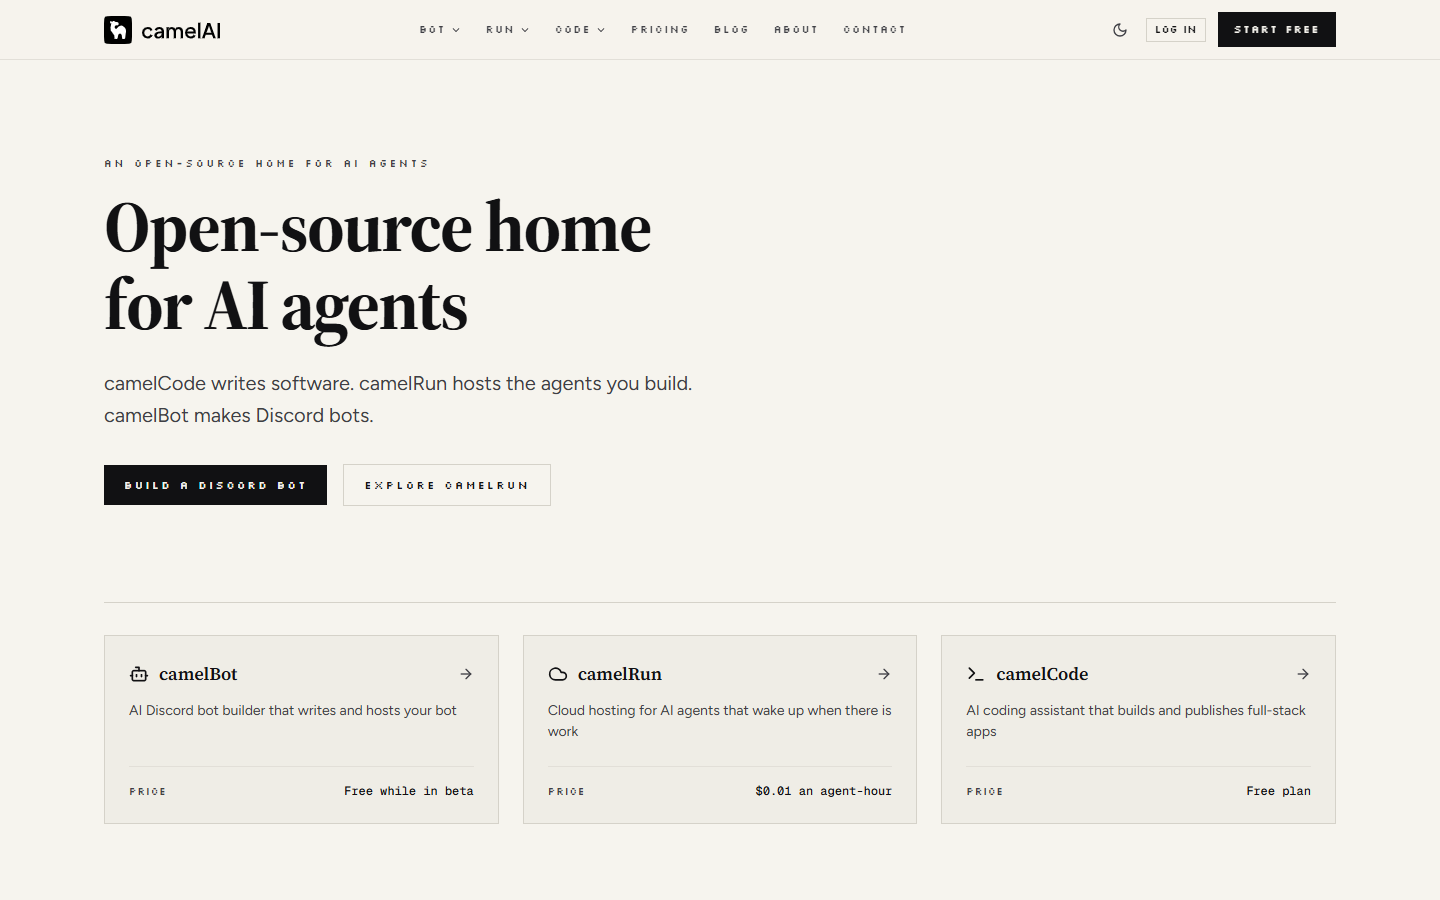 camelAI
BOT
RUN
CODE
PRICING
BLOG
ABOUT
CONTACT
LOG IN
START FREE
AN OPEN-SOURCE HOME FOR AI AGENTS
Open-source home
for AI agents
camelCode writes software. camelRun hosts the agents you build.
camelBot makes Discord bots.
BUILD A DISCORD BOT
EXPLORE CAMELRUN
camelBot
AI Discord bot builder that writes and hosts your bot
PRICE
Free while in beta
camelRun
Cloud hosting for AI agents that wake up when there is
work
PRICE
$0.01 an agent-hour
camelCode
AI coding assistant that builds and publishes full-stack
apps
PRICE
Free plan